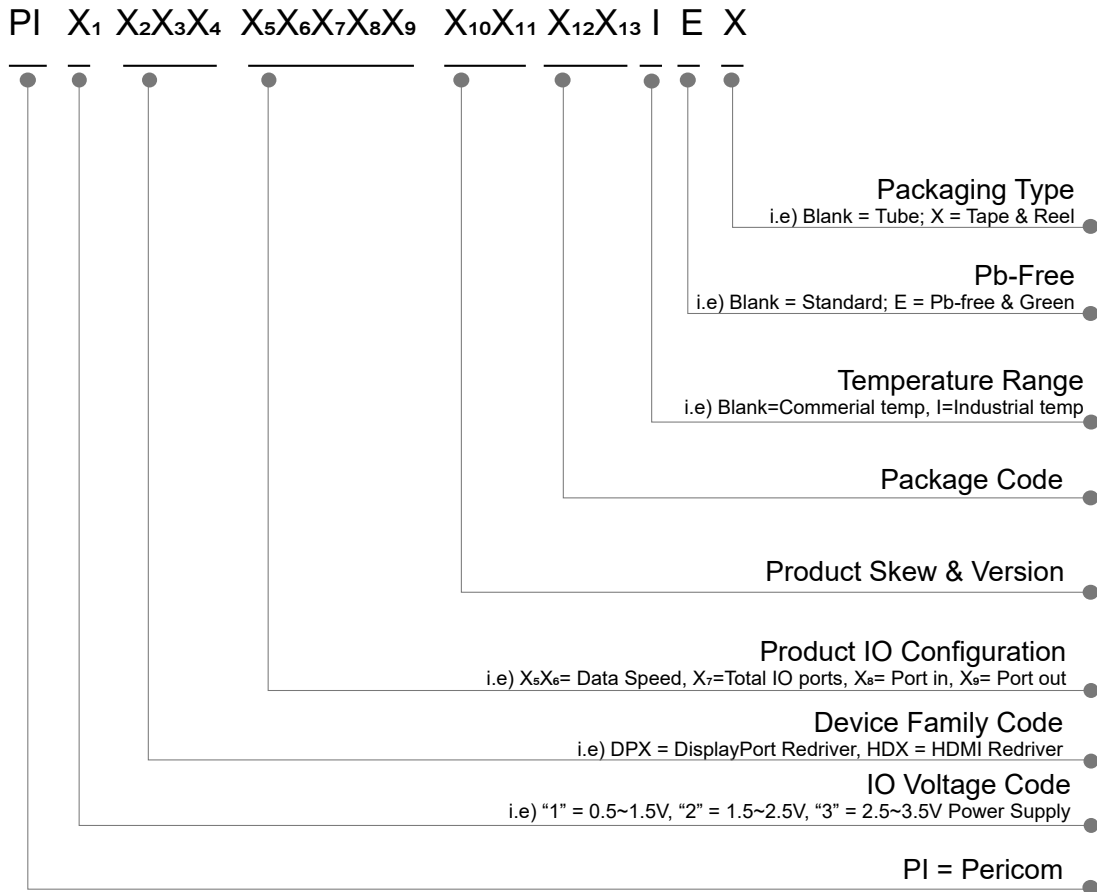 PI X₁ X₂X₃X₄ X₅X₆X₇X₈X₉ X₁₀X₁₁ X₁₂X₁₃ I E X
Packaging Type
i.e) Blank = Tube; X = Tape & Reel
Pb-Free
i.e) Blank = Standard; E = Pb-free & Green
Temperature Range
i.e) Blank=Commerial temp, I=Industrial temp
Package Code
Product Skew & Version
Product IO Configuration
i.e) X₅X₆= Data Speed, X₇=Total IO ports, X₈= Port in, X₉= Port out
Device Family Code
i.e) DPX = DisplayPort Redriver, HDX = HDMI Redriver
IO Voltage Code
i.e) “1” = 0.5~1.5V, “2” = 1.5~2.5V, “3” = 2.5~3.5V Power Supply
PI = Pericom